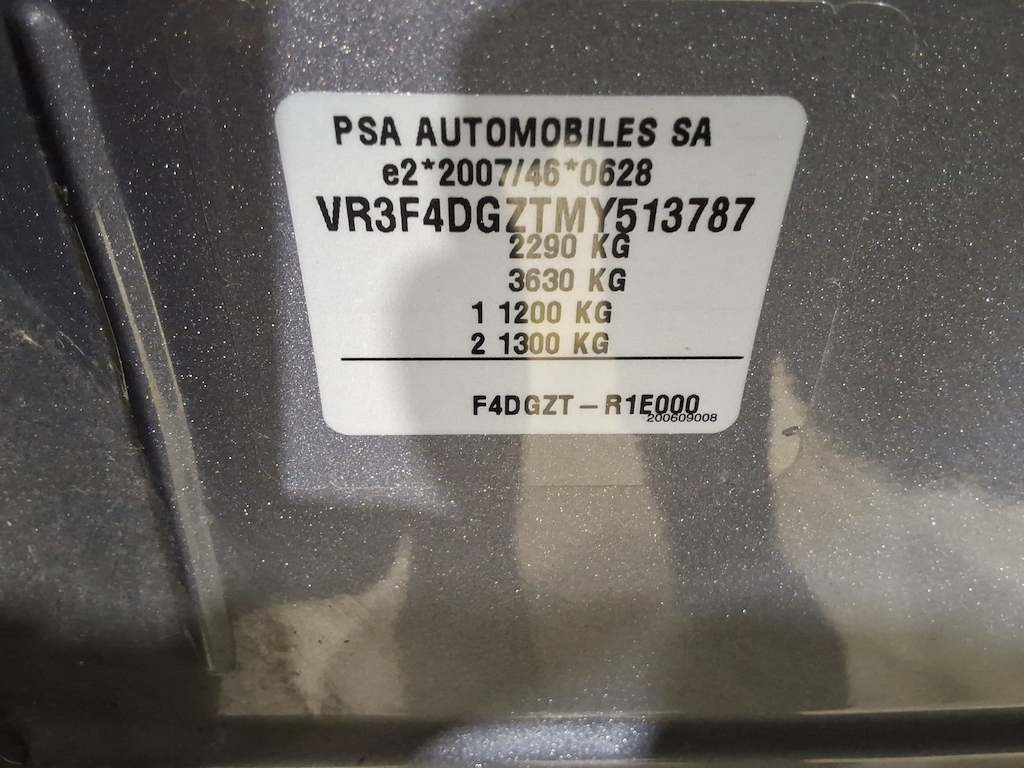 PSA AUTOMOBILES SA
e2*2007/46*0628
VR3F4DGZTMY513787
2290 KG
3630 KG
1 1200 KG
2 1300 KG
F4DGZT – R1E000
200609008